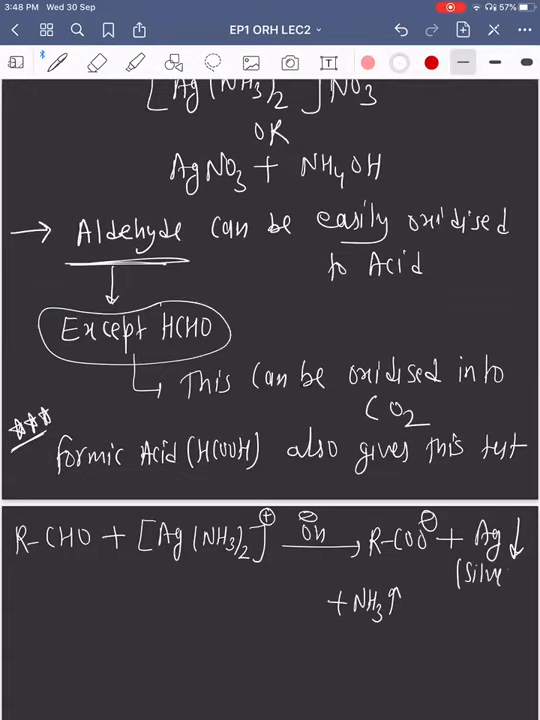 3:48 PM Wed 30 Sep 57%
EP1 ORH LEC2
[Ag(NH3)2]NO3
OR
AgNO3 + NH4OH
→ Aldehyde can be easily oxidised
to Acid
Except HCHO
↳ This can be oxidised into
CO2
Formic Acid (HCOOH) also gives this test
R-CHO + [Ag(NH3)2]⊕ ⊖OH → R-COO⊖ + Ag↓
(Silve
+ NH3↑